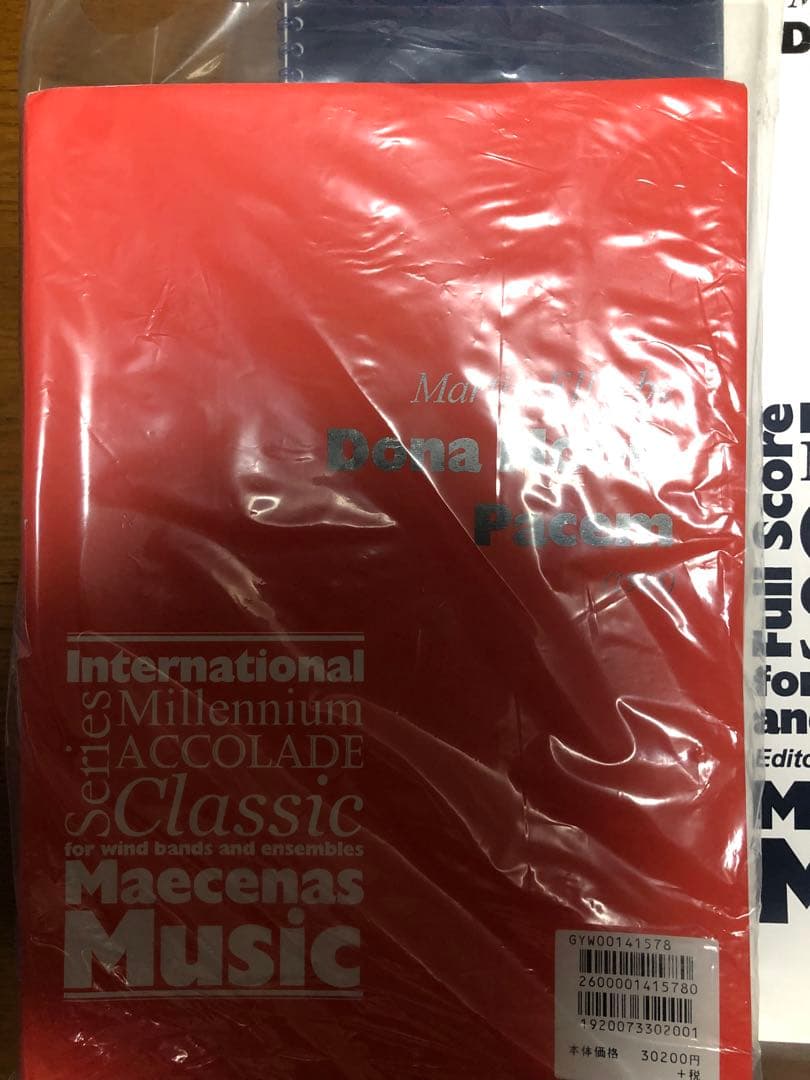 Dona
Pacem
International
Millennium
ACCOLADE
Series
Classic
for wind bands and ensembles
Maecenas
Music
GYW00141578
2600001415780
1920073302001
本体価格 30200円
+税
Full Score